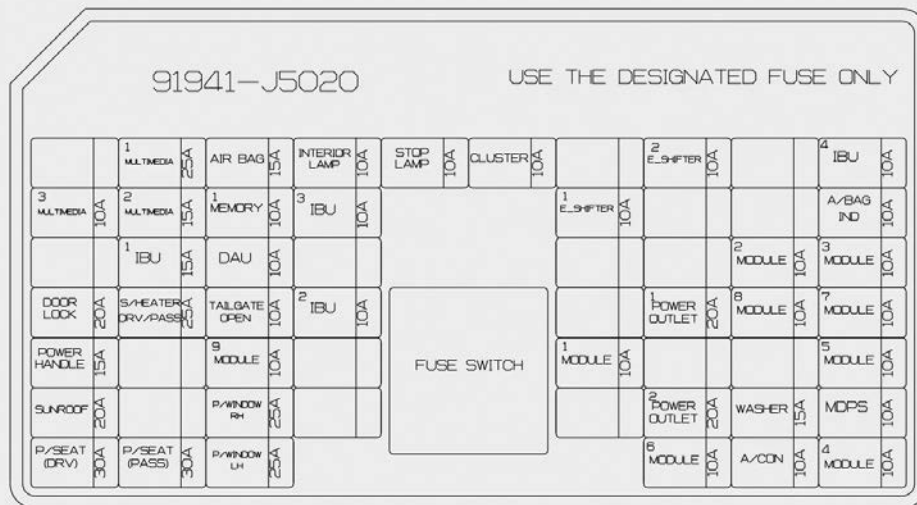 91941-J5020
USE THE DESIGNATED FUSE ONLY
1 MULTIMEDIA 25A
AIR BAG 15A
INTERIOR LAMP 10A
STOP LAMP 10A
CLUSTER 10A
2 E_SHIFTER 10A
4 IBU 10A
3 MULTIMEDIA 10A
2 MULTIMEDIA 15A
1 MEMORY 10A
3 IBU 10A
1 E_SHIFTER 10A
A/BAG IND 10A
1 IBU 15A
DAU 10A
2 MODULE 10A
3 MODULE 10A
DOOR LOCK 20A
S/HEATER DRV/PASS 25A
TAILGATE OPEN 10A
2 IBU 10A
1 POWER OUTLET 20A
8 MODULE 10A
7 MODULE 10A
POWER HANDLE 15A
9 MODULE 10A
FUSE SWITCH
1 MODULE 10A
5 MODULE 10A
SUNROOF 20A
P/WINDOW RH 25A
2 POWER OUTLET 20A
WASHER 15A
MDPS 10A
P/SEAT (DRV) 30A
P/SEAT (PASS) 30A
P/WINDOW LH 25A
6 MODULE 10A
A/CON 10A
4 MODULE 10A